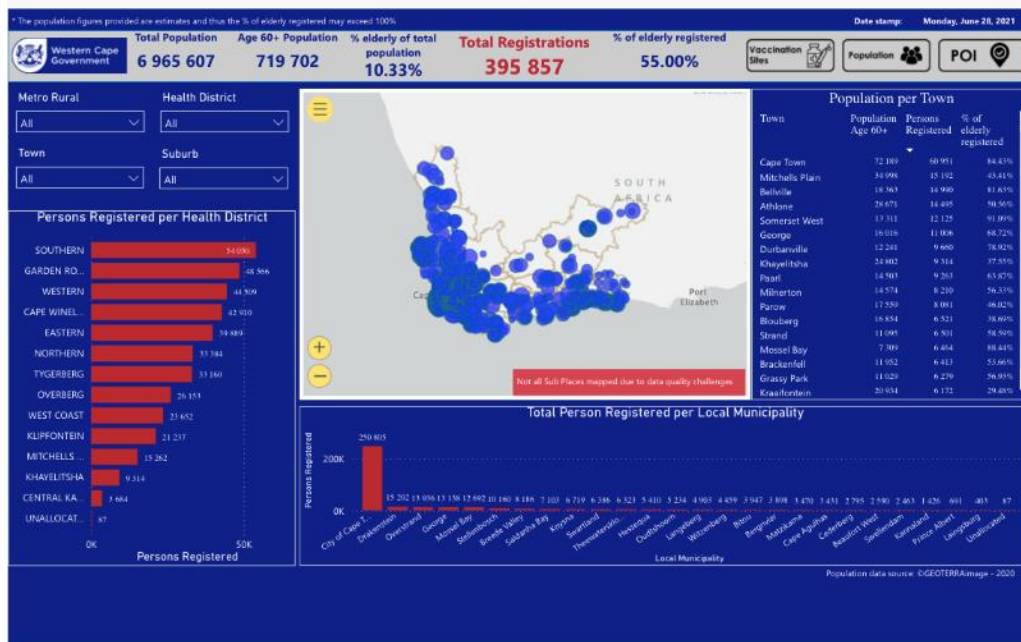 * The population figures provided are estimates and thus the % of elderly registered may exceed 100%
Date stamp: Monday, June 28, 2021
Western Cape Government
Total Population
6 965 607
Age 60+ Population
719 702
% elderly of total population
10.33%
Total Registrations
395 857
% of elderly registered
55.00%
Vaccination Sites
Population
POI
Metro Rural
All
Health District
All
Town
All
Suburb
All
Persons Registered per Health District
SOUTHERN 54 050
GARDEN RO... 48 566
WESTERN 44 509
CAPE WINEL... 42 910
EASTERN 39 889
NORTHERN 33 384
TYGERBERG 33 160
OVERBERG 26 153
WEST COAST 23 652
KLIPFONTEIN 21 237
MITCHELLS ... 15 262
KHAYELITSHA 9 314
CENTRAL KA... 3 684
UNALLOCAT... 87
0K 50K
Persons Registered
SOUTH AFRICA
Port Elizabeth
Not all Sub Places mapped due to data quality challenges
Population per Town
Town Population Age 60+ Persons Registered % of elderly registered
Cape Town 72 189 60 951 84.43%
Mitchells Plain 34 998 15 192 43.41%
Bellville 18 363 14 990 81.63%
Athlone 28 671 14 495 50.56%
Somerset West 13 311 12 125 91.09%
George 16 016 11 006 68.72%
Durbanville 12 241 9 660 78.92%
Khayelitsha 24 802 9 314 37.55%
Paarl 14 503 9 263 63.87%
Milnerton 14 574 8 210 56.33%
Parow 17 559 8 081 46.02%
Blouberg 16 854 6 521 38.69%
Strand 11 095 6 501 58.59%
Mossel Bay 7 309 6 464 88.44%
Brackenfell 11 952 6 413 53.66%
Grassy Park 11 029 6 279 56.93%
Kraaifontein 20 934 6 172 29.48%
Total Person Registered per Local Municipality
Persons Registered
200K
0K
250 805 15 202 13 936 13 138 12 692 10 160 8 186 7 103 6 719 6 386 6 323 5 410 5 234 4 903 4 459 3 947 3 898 3 470 3 431 2 795 2 590 2 463 1 426 691 403 87
City of Cape T... Drakenstein Overstrand George Mossel Bay Stellenbosch Breede Valley Saldanha Bay Knysna Swartland Theewaterskloo... Hessequa Oudtshoorn Langeberg Witzenberg Bitou Bergrivier Matzikama Cape Agulhas Cederberg Beaufort West Swellendam Kannaland Prince Albert Laingsburg Unallocated
Local Municipality
Population data source: ©GEOTERRAimage - 2020